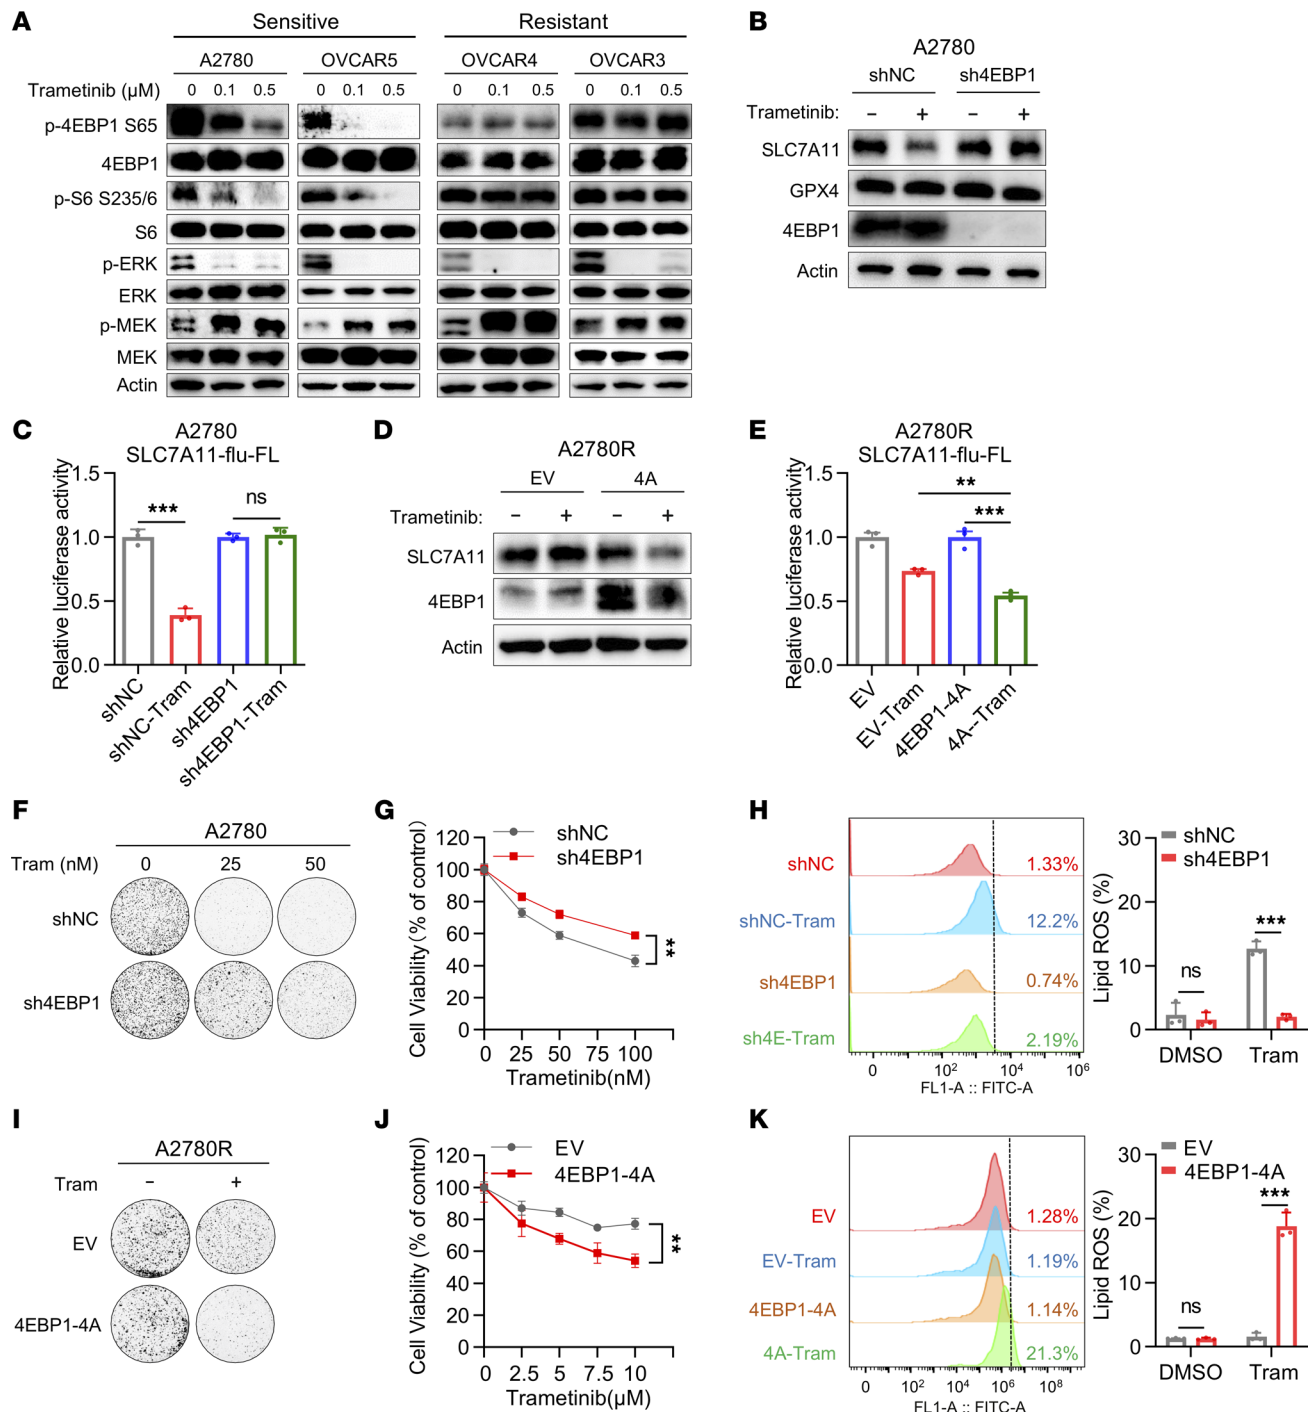 A
Sensitive Resistant
A2780 OVCAR5 OVCAR4 OVCAR3
Trametinib (μM) 0 0.1 0.5 0 0.1 0.5 0 0.1 0.5 0 0.1 0.5
p-4EBP1 S65
4EBP1
p-S6 S235/6
S6
p-ERK
ERK
p-MEK
MEK
Actin
B
A2780
shNC sh4EBP1
Trametinib: – + – +
SLC7A11
GPX4
4EBP1
Actin
C
A2780
SLC7A11-flu-FL
Relative luciferase activity
1.5
1.0
0.5
0.0
*** ns
shNC
shNC-Tram
sh4EBP1
sh4EBP1-Tram
D
A2780R
EV 4A
Trametinib: – + – +
SLC7A11
4EBP1
Actin
E
A2780R
SLC7A11-flu-FL
Relative luciferase activity
1.5
1.0
0.5
0.0
**
***
EV
EV-Tram
4EBP1-4A
4A--Tram
F
A2780
Tram (nM) 0 25 50
shNC
sh4EBP1
G
shNC
sh4EBP1
Cell Viability (% of control)
120
100
80
60
40
20
0
**
0 25 50 75 100
Trametinib(nM)
H
shNC 1.33%
shNC-Tram 12.2%
sh4EBP1 0.74%
sh4E-Tram 2.19%
0 10² 10⁴ 10⁶
FL1-A :: FITC-A
shNC
sh4EBP1
Lipid ROS (%)
30
20
10
0
ns ***
DMSO Tram
I
A2780R
Tram – +
EV
4EBP1-4A
J
EV
4EBP1-4A
Cell Viability (% of control)
120
100
80
60
40
20
0
**
0 2.5 5 7.5 10
Trametinib(μM)
K
EV 1.28%
EV-Tram 1.19%
4EBP1-4A 1.14%
4A-Tram 21.3%
0 10² 10⁴ 10⁶ 10⁸
FL1-A :: FITC-A
EV
4EBP1-4A
Lipid ROS (%)
30
20
10
0
ns ***
DMSO Tram